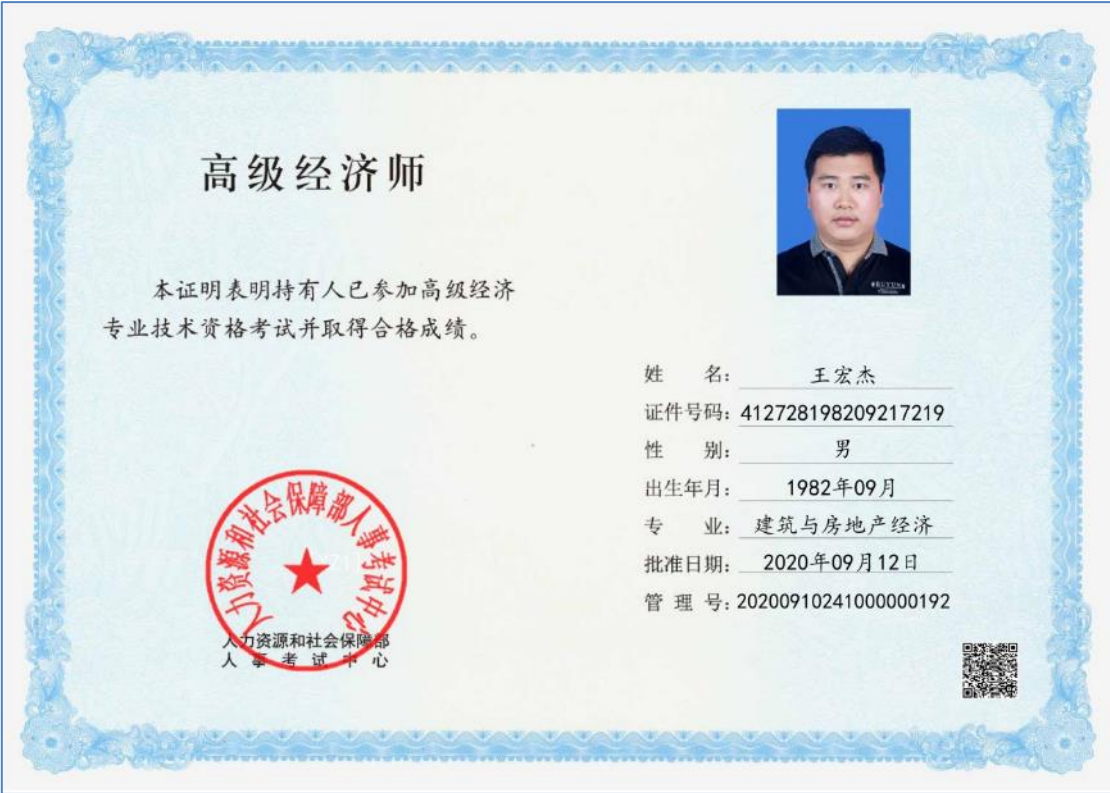 高级经济师
本证明表明持有人已参加高级经济
专业技术资格考试并取得合格成绩。
姓 名: 王宏杰
证件号码: 412728198209217219
性 别: 男
出生年月: 1982年09月
专 业: 建筑与房地产经济
批准日期: 2020年09月12日
管 理 号: 20200910241000000192
人力资源和社会保障部人事考试中心
人力资源和社会保障部
人 事 考 试 中 心